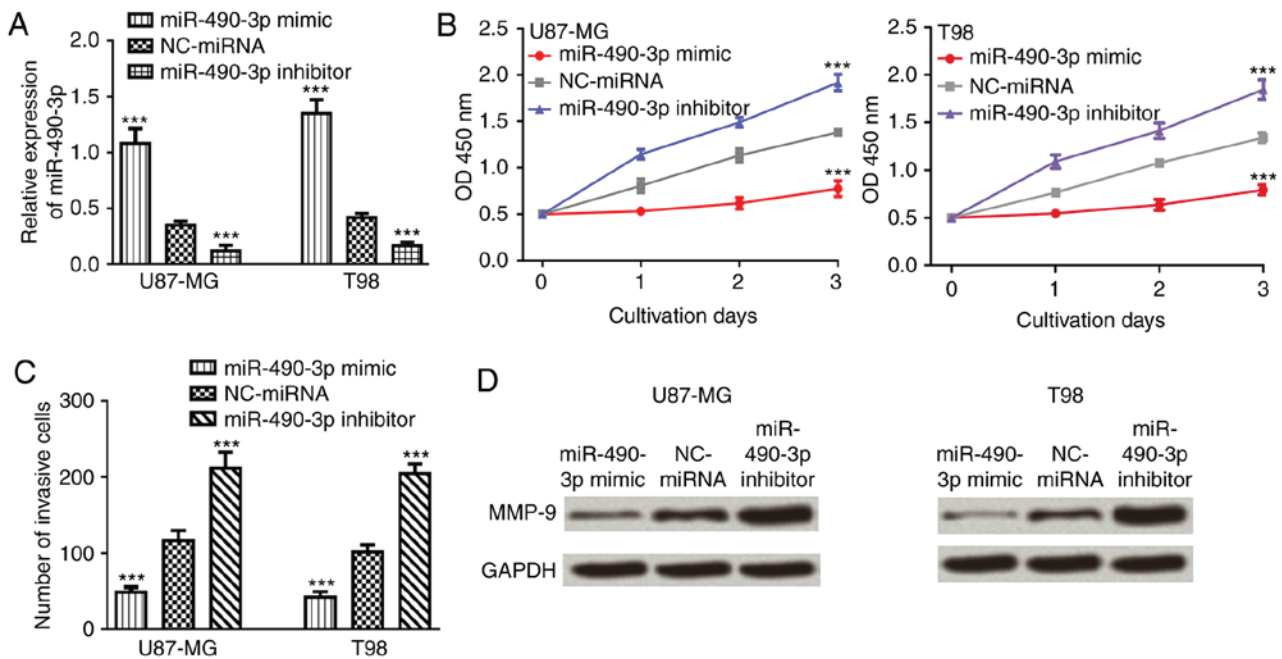 A
miR-490-3p mimic
NC-miRNA
miR-490-3p inhibitor
Relative expression
of miR-490-3p
2.0
1.5
1.0
0.5
0.0
***
***
***
***
U87-MG
T98
B
U87-MG
miR-490-3p mimic
NC-miRNA
miR-490-3p inhibitor
OD 450 nm
2.5
2.0
1.5
1.0
0.5
0.0
***
***
0
1
2
3
Cultivation days
T98
miR-490-3p mimic
NC-miRNA
miR-490-3p inhibitor
OD 450 nm
2.5
2.0
1.5
1.0
0.5
0.0
***
***
0
1
2
3
Cultivation days
C
miR-490-3p mimic
NC-miRNA
miR-490-3p inhibitor
Number of invasive cells
300
200
100
0
***
***
***
***
U87-MG
T98
D
U87-MG
miR-490-
3p mimic
NC-
miRNA
miR-
490-3p
inhibitor
T98
miR-490-
3p mimic
NC-
miRNA
miR-
490-3p
inhibitor
MMP-9
GAPDH